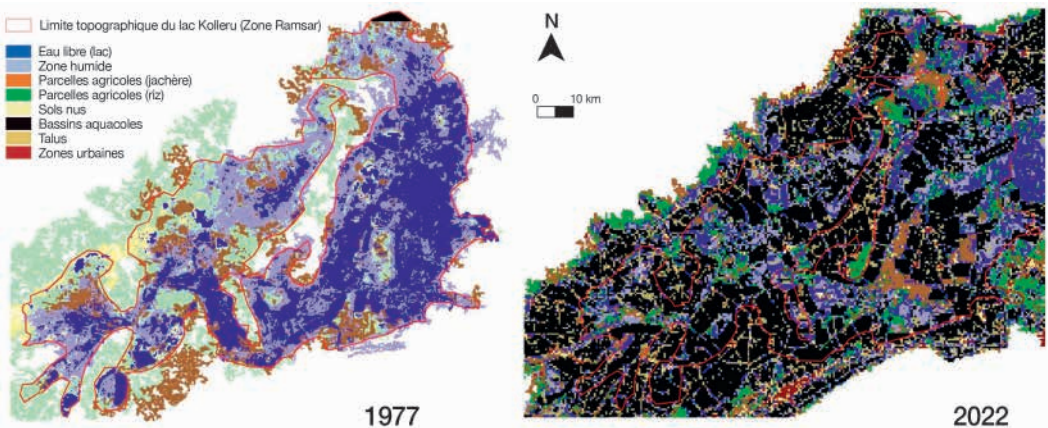 Limite topographique du lac Kolleru (Zone Ramsar)
Eau libre (lac)
Zone humide
Parcelles agricoles (jachère)
Parcelles agricoles (riz)
Sols nus
Bassins aquacoles
Talus
Zones urbaines
1977
N
0 10 km
2022